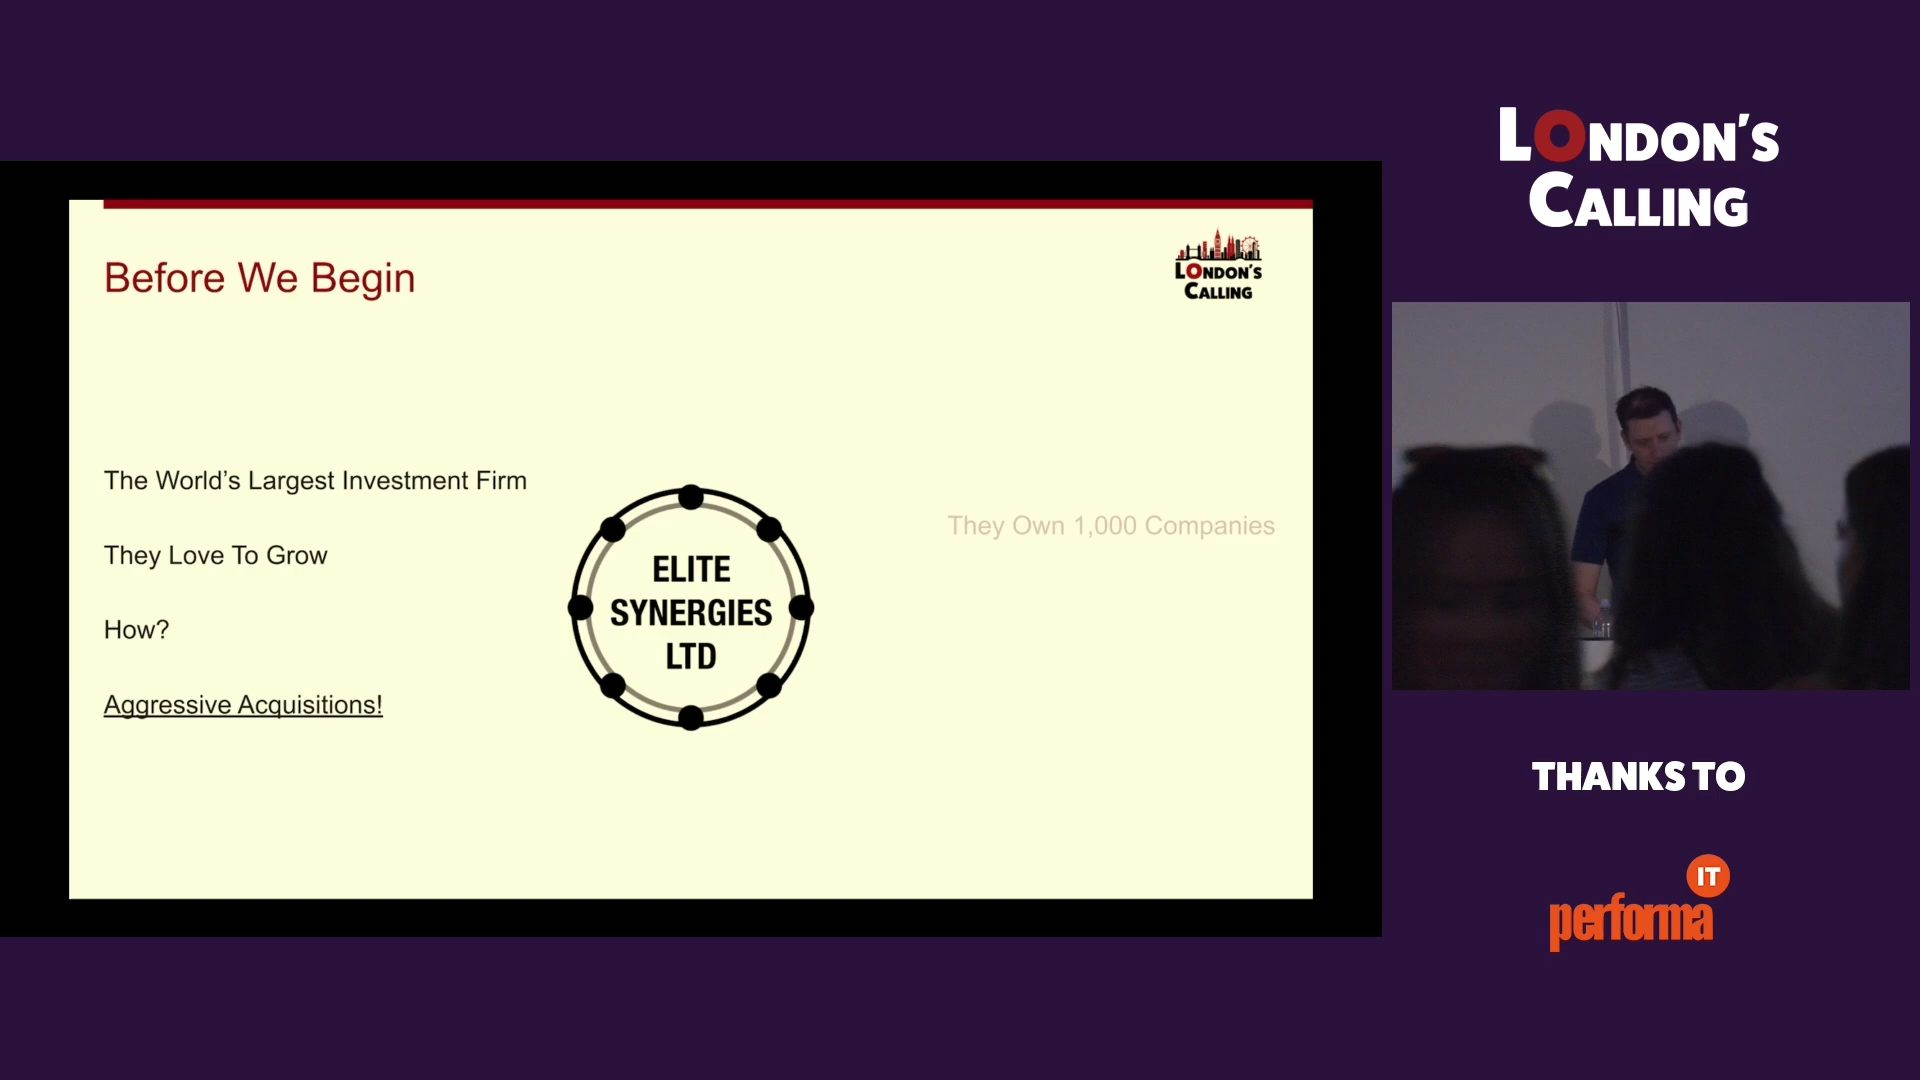 Before We Begin
LONDON'S
CALLING
The World’s Largest Investment Firm
They Love To Grow
How?
Aggressive Acquisitions!
ELITE
SYNERGIES
LTD
They Own 1,000 Companies
LONDON'S
CALLING
THANKS TO
IT
performa